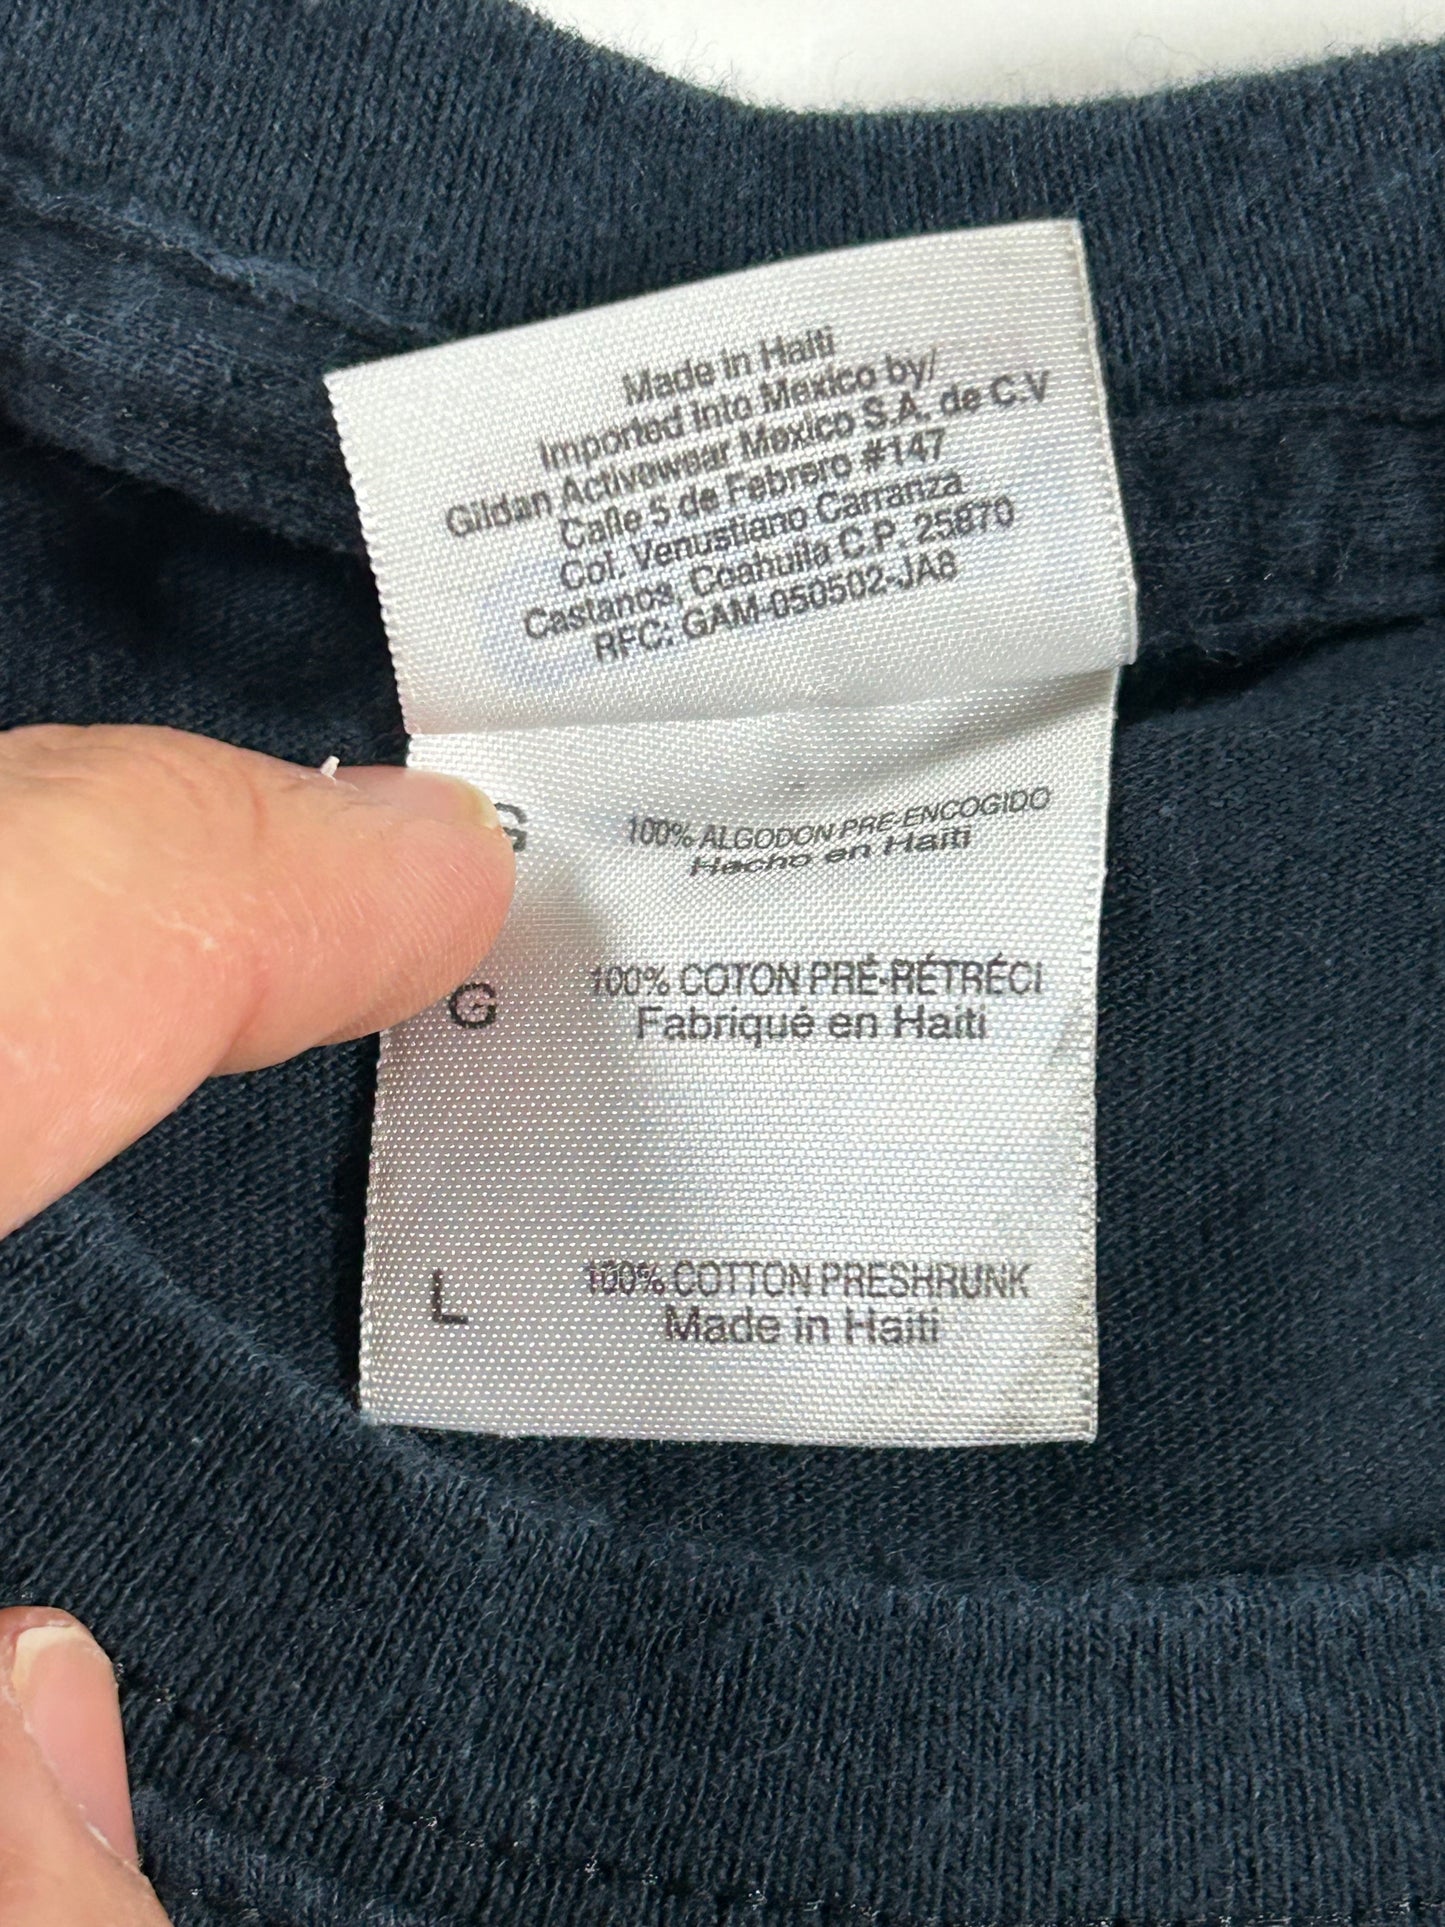 Made in Haiti
Imported into Mexico by/
Gildan Activewear Mexico S.A. de C.V
Calle 5 de Febrero #147
Col. Venustiano Carranza
Castanos, Coahuila C.P. 25870
RFC: GAM-050502-JA8
G 100% ALGODON PRE-ENCOGIDO
Hecho en Haiti
G 100% COTON PRÉ-RÉTRÉCI
Fabriqué en Haiti
L 100% COTTON PRESHRUNK
Made in Haiti